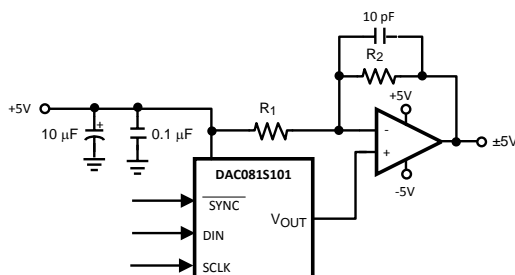 10 pF
R2
+5V
R1
+5V
10 µF
+
0.1 µF
-
+
±5V
-5V
DAC081S101
SYNC
VOUT
DIN
SCLK